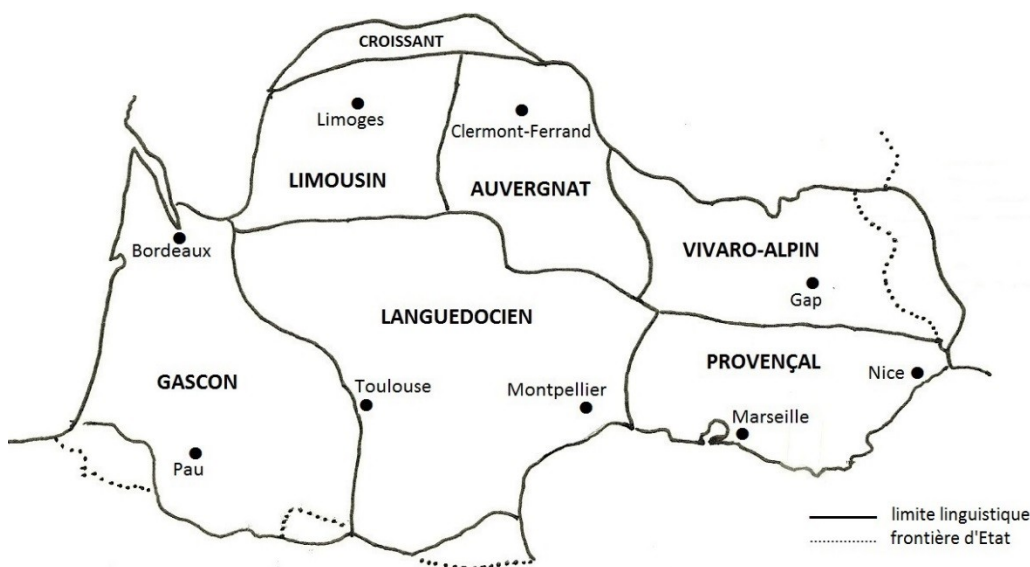 CROISSANT
Limoges
Clermont-Ferrand
LIMOUSIN
AUVERGNAT
Bordeaux
VIVARO-ALPIN
Gap
LANGUEDOCIEN
PROVENÇAL
GASCON
Toulouse
Montpellier
Nice
Marseille
Pau
limite linguistique
frontière d'Etat